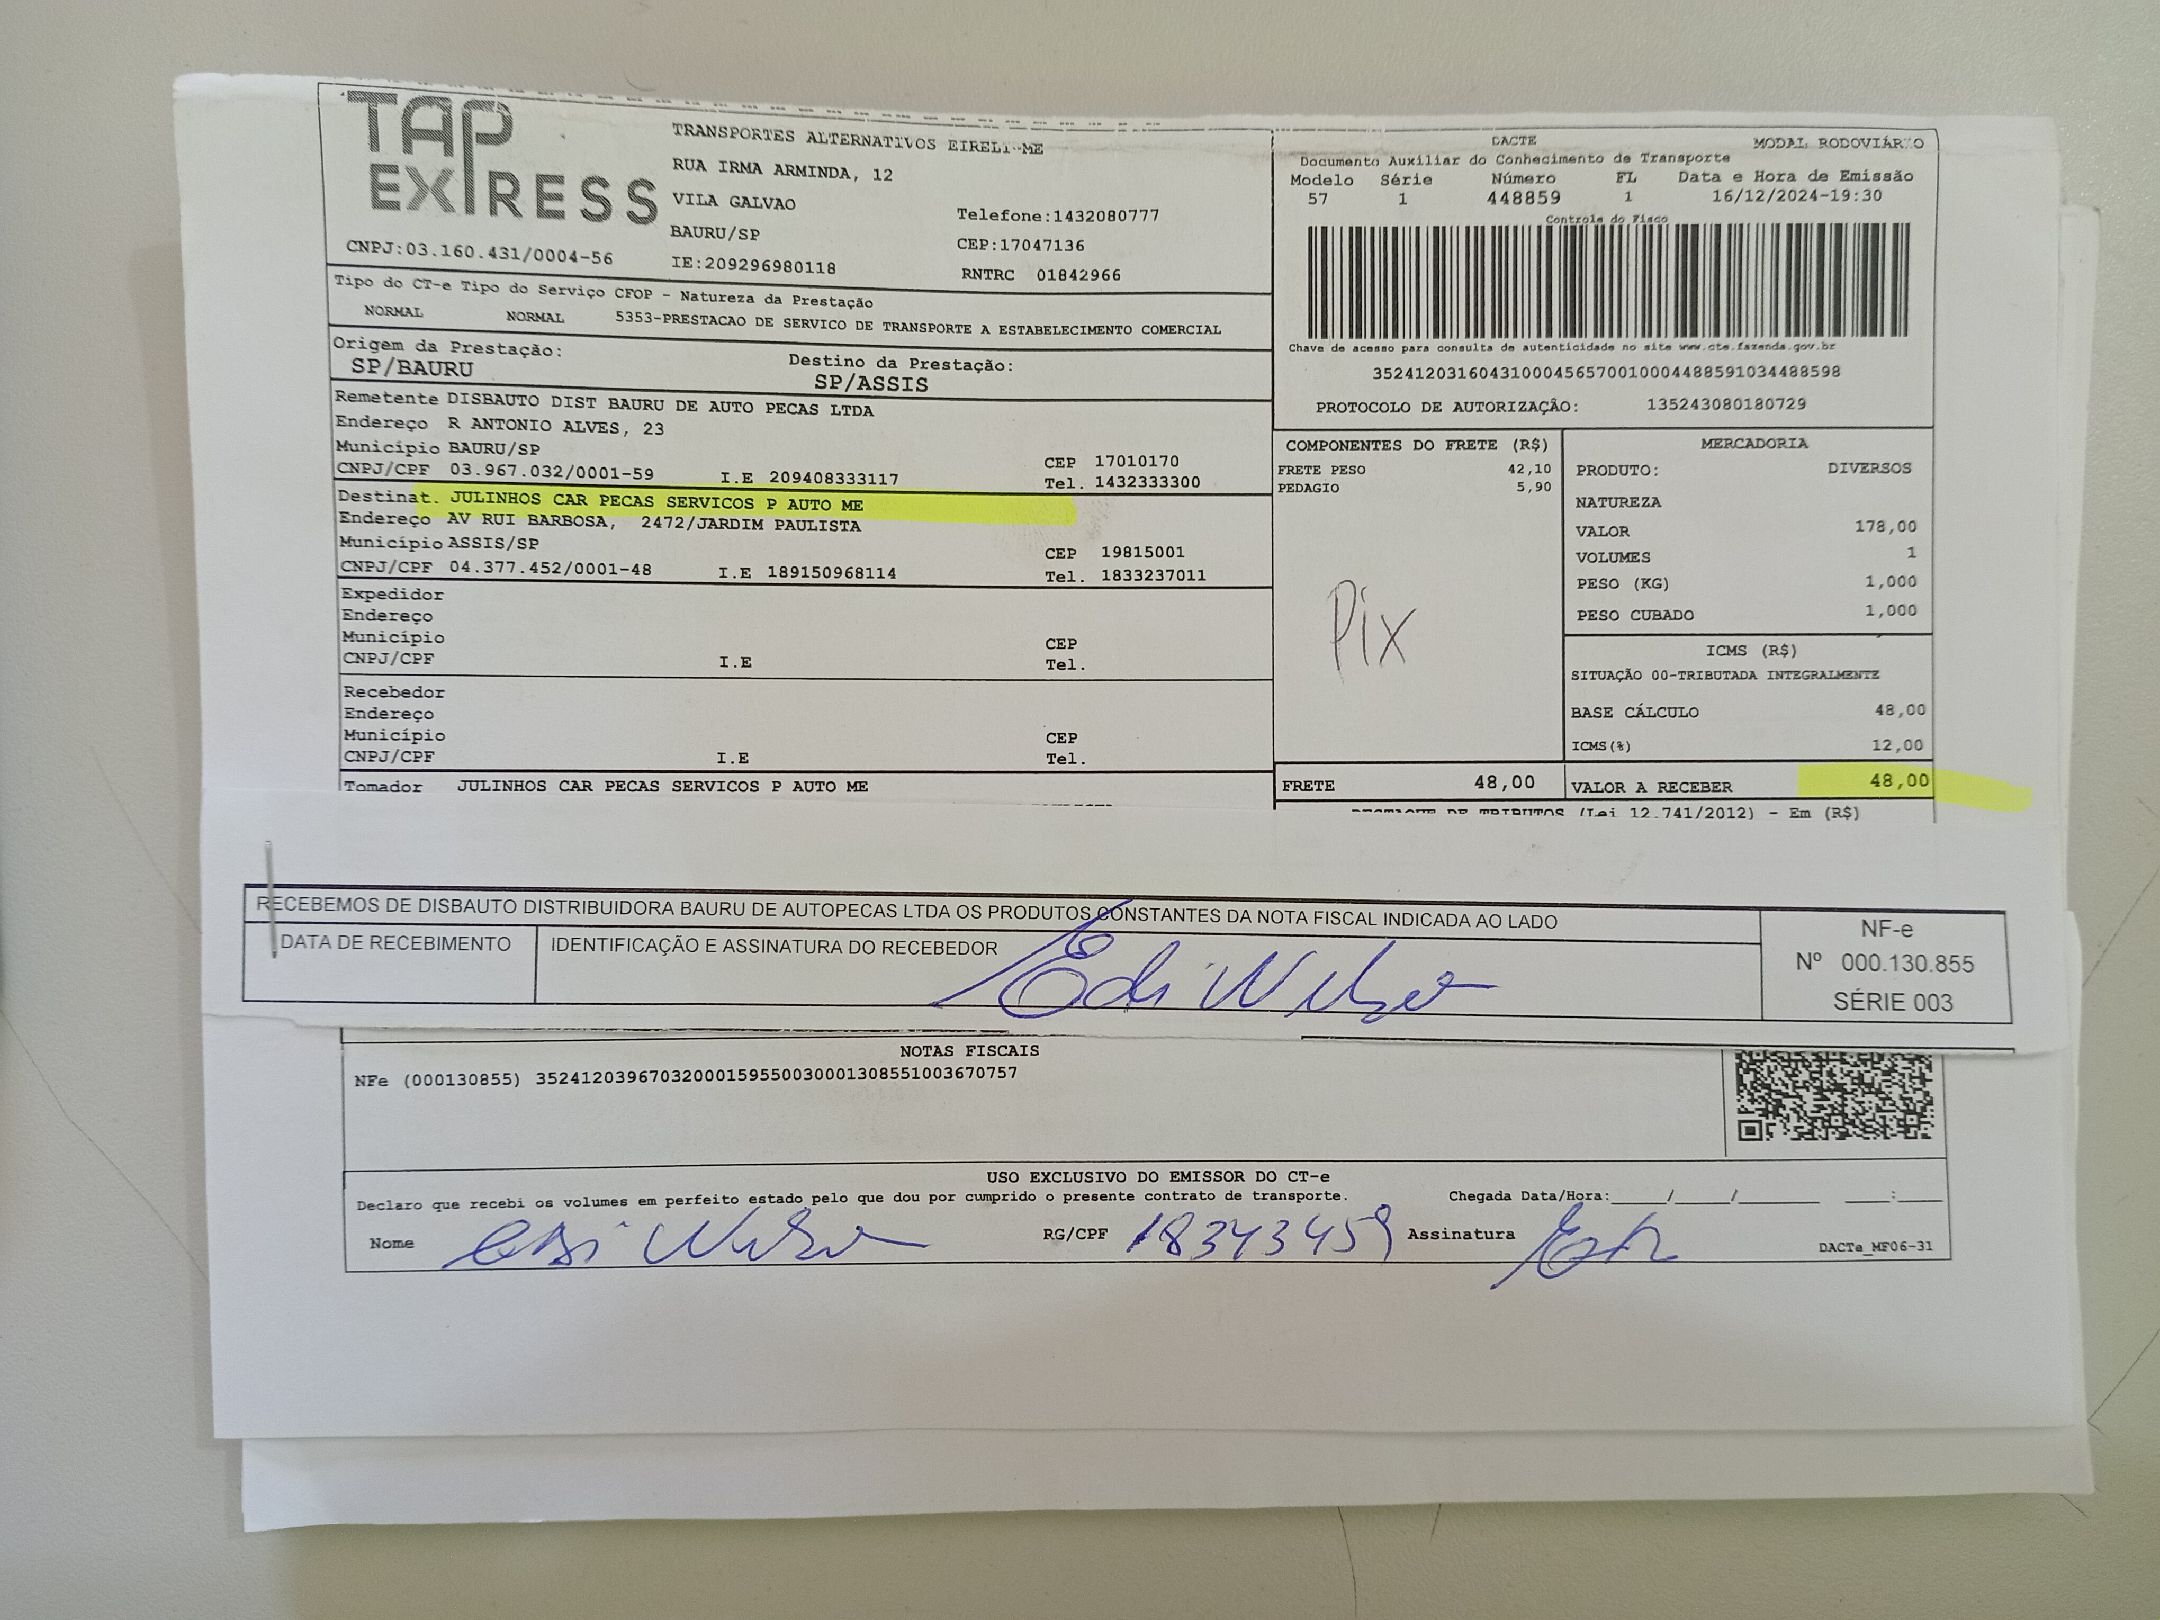 TAP
EXPRESS
CNPJ:03.160.431/0004-56
TRANSPORTES ALTERNATIVOS EIRELI-ME
RUA IRMA ARMINDA, 12
VILA GALVAO
BAURU/SP
IE:209296980118
Telefone:1432080777
CEP:17047136
RNTRC 01842966
DACTE MODAL RODOVIÁRIO
Documento Auxiliar do Conhecimento de Transporte
Modelo Série Número FL Data e Hora de Emissão
57 1 448859 1 16/12/2024-19:30
Controle do Fisco
Chave de acesso para consulta de autenticidade no site www.cte.fazenda.gov.br
35241203160431000456570010004488591034488598
PROTOCOLO DE AUTORIZAÇÂO: 135243080180729
Tipo do CT-e Tipo do Serviço CFOP - Natureza da Prestação
NORMAL NORMAL 5353-PRESTACAO DE SERVICO DE TRANSPORTE A ESTABELECIMENTO COMERCIAL
Origem da Prestação: Destino da Prestação:
SP/BAURU SP/ASSIS
Remetente DISBAUTO DIST BAURU DE AUTO PECAS LTDA
Endereço R ANTONIO ALVES, 23
Município BAURU/SP CEP 17010170
CNPJ/CPF 03.967.032/0001-59 I.E 209408333117 Tel. 1432333300
Destinat. JULINHOS CAR PECAS SERVICOS P AUTO ME
Endereço AV RUI BARBOSA, 2472/JARDIM PAULISTA
Município ASSIS/SP CEP 19815001
CNPJ/CPF 04.377.452/0001-48 I.E 189150968114 Tel. 1833237011
Expedidor
Endereço
Município CEP
CNPJ/CPF I.E Tel.
Recebedor
Endereço
Município CEP
CNPJ/CPF I.E Tel.
Tomador JULINHOS CAR PECAS SERVICOS P AUTO ME
COMPONENTES DO FRETE (R$)
FRETE PESO 42,10
PEDAGIO 5,90
Pix
FRETE 48,00
MERCADORIA
PRODUTO: DIVERSOS
NATUREZA
VALOR 178,00
VOLUMES 1
PESO (KG) 1,000
PESO CUBADO 1,000
ICMS (R$)
SITUAÇÃO 00-TRIBUTADA INTEGRALMENTE
BASE CÁLCULO 48,00
ICMS(%) 12,00
VALOR A RECEBER 48,00
DESTAQUE DE TRIBUTOS (Lei 12.741/2012) - Em (R$)
RECEBEMOS DE DISBAUTO DISTRIBUIDORA BAURU DE AUTOPECAS LTDA OS PRODUTOS CONSTANTES DA NOTA FISCAL INDICADA AO LADO
DATA DE RECEBIMENTO IDENTIFICAÇÃO E ASSINATURA DO RECEBEDOR
NF-e
Nº 000.130.855
SÉRIE 003
NOTAS FISCAIS
NFe (000130855) 35241203967032000159550030001308551003670757
USO EXCLUSIVO DO EMISSOR DO CT-e
Declaro que recebi os volumes em perfeito estado pelo que dou por cumprido o presente contrato de transporte. Chegada Data/Hora:____/____/____ __:__
Nome RG/CPF 18343459 Assinatura
DACTe_MF06-31